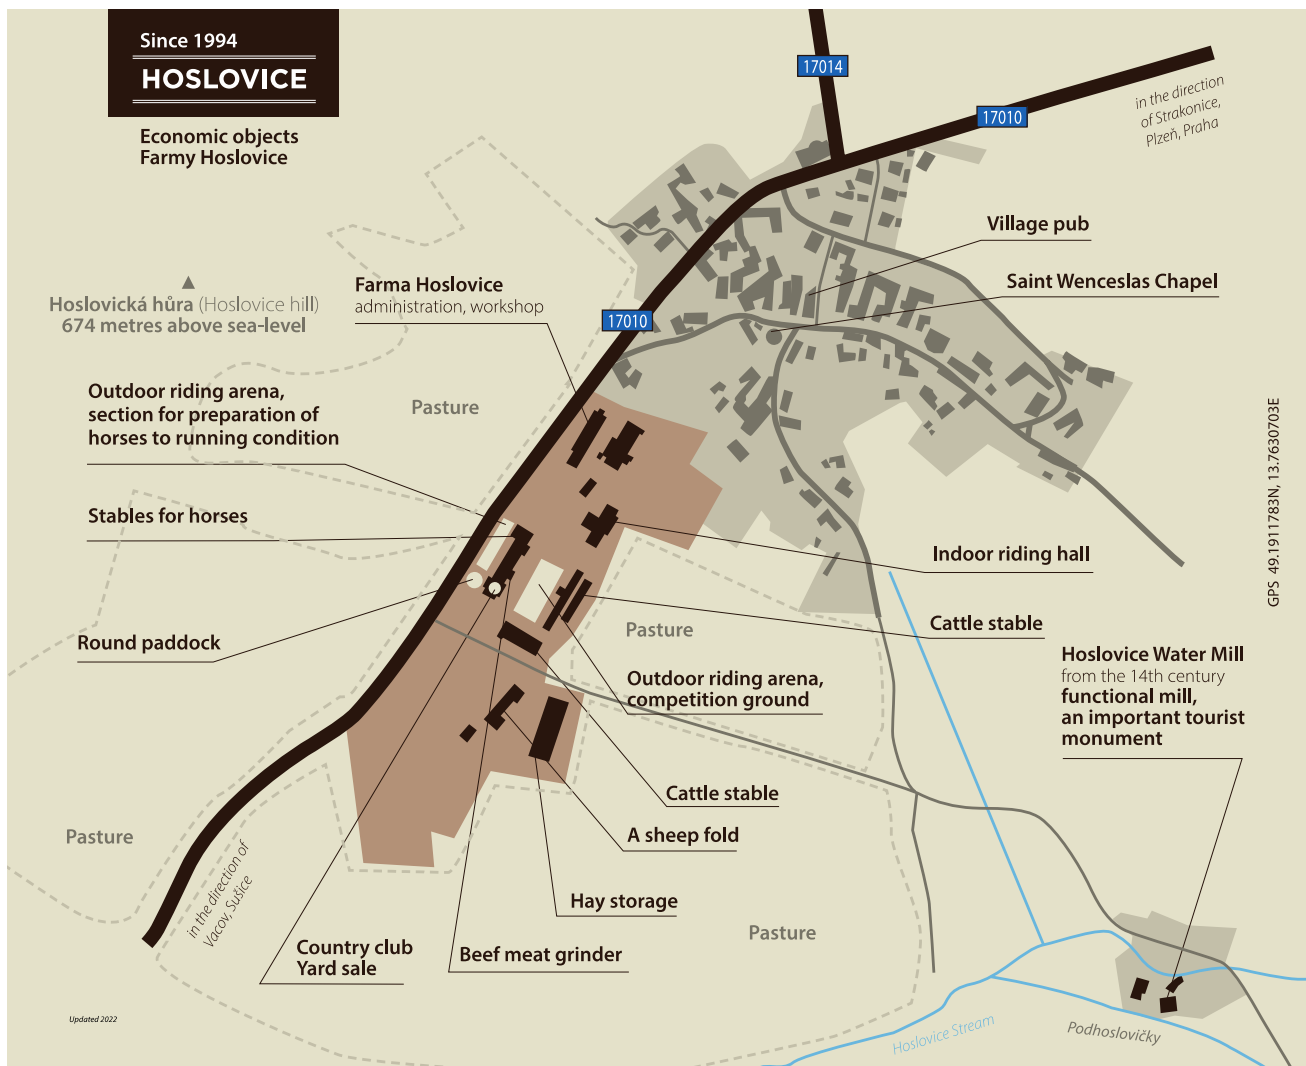 Since 1994
HOSLOVICE
Economic objects
Farmy Hoslovice
17014
17010
in the direction
of Strakonice,
Plzeň, Praha
Village pub
Saint Wenceslas Chapel
Hoslovická hůra (Hoslovice hill)
674 metres above sea-level
Farma Hoslovice
administration, workshop
17010
Outdoor riding arena,
section for preparation of
horses to running condition
Pasture
GPS 49.1911783N, 13.7630703E
Stables for horses
Indoor riding hall
Round paddock
Pasture
Cattle stable
Hoslovice Water Mill
from the 14th century
functional mill,
an important tourist
monument
Outdoor riding arena,
competition ground
Cattle stable
Pasture
A sheep fold
in the direction of
Vacov, Sušice
Hay storage
Pasture
Country club
Yard sale
Beef meat grinder
Updated 2022
Hoslovice Stream
Podhoslovičky